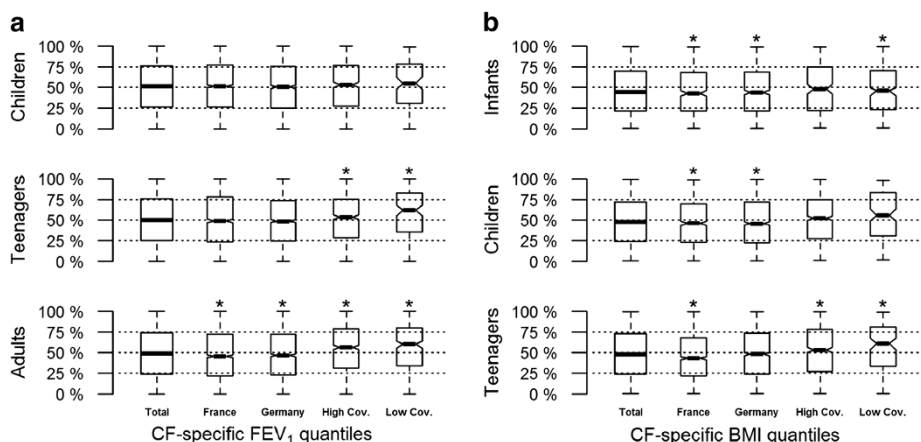 a
Children
100 %
75 %
50 %
25 %
0 %
Teenagers
100 %
75 %
50 %
25 %
0 %
* *
Adults
100 %
75 %
50 %
25 %
0 %
* * * *
Total France Germany High Cov. Low Cov.
CF-specific FEV₁ quantiles
b
Infants
100 %
75 %
50 %
25 %
0 %
* * *
Children
100 %
75 %
50 %
25 %
0 %
* *
Teenagers
100 %
75 %
50 %
25 %
0 %
* * *
Total France Germany High Cov. Low Cov.
CF-specific BMI quantiles